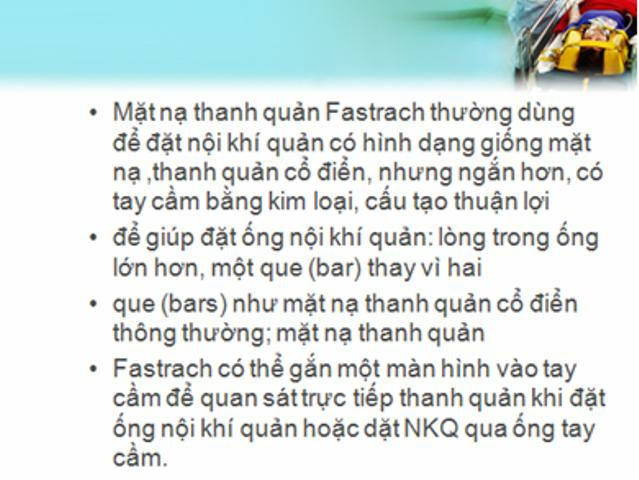 • Mặt nạ thanh quản Fastrach thường dùng
để đặt nội khí quản có hình dạng giống mặt
nạ ,thanh quản cổ điển, nhưng ngắn hơn, có
tay cầm bằng kim loại, cấu tạo thuận lợi
• để giúp đặt ống nội khí quản: lòng trong ống
lớn hơn, một que (bar) thay vì hai
• que (bars) như mặt nạ thanh quản cổ điển
thông thường; mặt nạ thanh quản
• Fastrach có thể gắn một màn hình vào tay
cầm để quan sát trực tiếp thanh quản khi đặt
ống nội khí quản hoặc dặt NKQ qua ống tay
cầm.